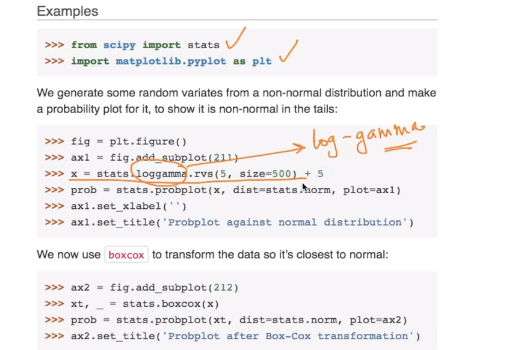 Examples
>>> from scipy import stats
>>> import matplotlib.pyplot as plt
We generate some random variates from a non-normal distribution and make
a probability plot for it, to show it is non-normal in the tails:
log-gamma
>>> fig = plt.figure()
>>> ax1 = fig.add_subplot(211)
>>> x = stats.loggamma.rvs(5, size=500) + 5
>>> prob = stats.probplot(x, dist=stats.norm, plot=ax1)
>>> ax1.set_xlabel('')
>>> ax1.set_title('Probplot against normal distribution')
We now use boxcox to transform the data so it's closest to normal:
>>> ax2 = fig.add_subplot(212)
>>> xt, _ = stats.boxcox(x)
>>> prob = stats.probplot(xt, dist=stats.norm, plot=ax2)
>>> ax2.set_title('Probplot after Box-Cox transformation')